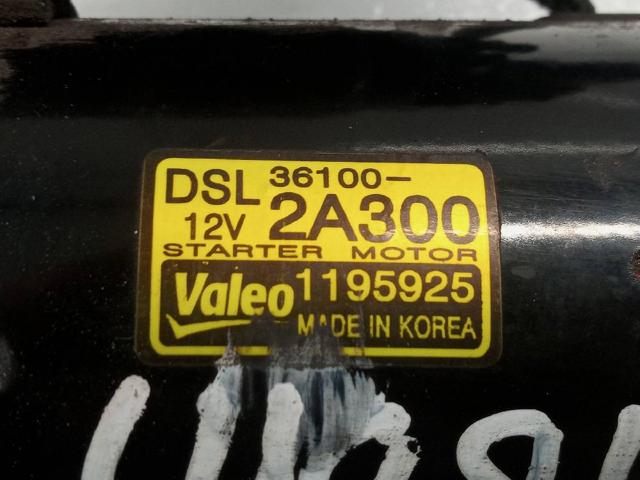 DSL 36100-
12V 2A300
STARTER MOTOR
Valeo 1195925
MADE IN KOREA